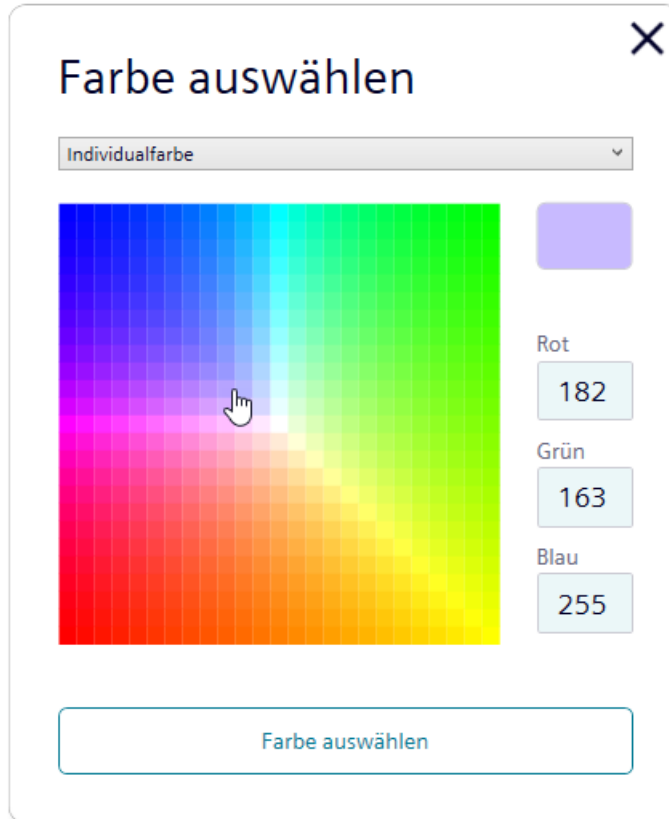 Farbe auswählen
Individualfarbe
Rot
182
Grün
163
Blau
255
Farbe auswählen